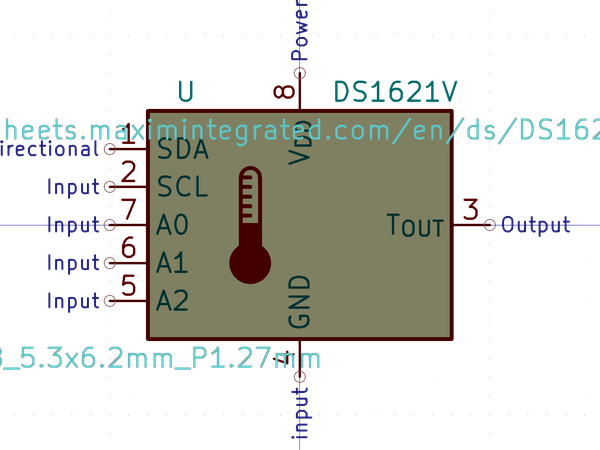 Power
8
U DS1621V
heets.maximintegrated.com/en/ds/DS162
VDD
irectional 1 SDA
Input 2 SCL
Input 7 A0
TOUT 3 Output
Input 6 A1
Input 5 A2
GND
_5.3x6.2mm_P1.27mm
4
input